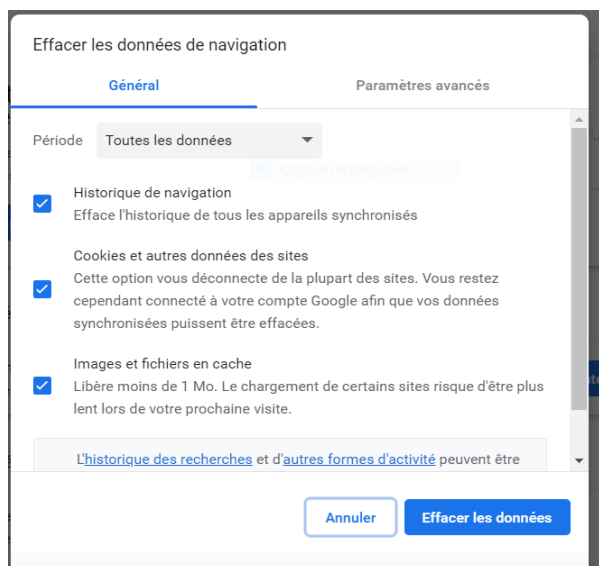 Effacer les données de navigation
Général
Paramètres avancés
Période
Toutes les données
Capture rectangulaire
Historique de navigation
Efface l'historique de tous les appareils synchronisés
Cookies et autres données des sites
Cette option vous déconnecte de la plupart des sites. Vous restez
cependant connecté à votre compte Google afin que vos données
synchronisées puissent être effacées.
Images et fichiers en cache
Libère moins de 1 Mo. Le chargement de certains sites risque d'être plus
lent lors de votre prochaine visite.
L'historique des recherches et d'autres formes d'activité peuvent être
Annuler
Effacer les données